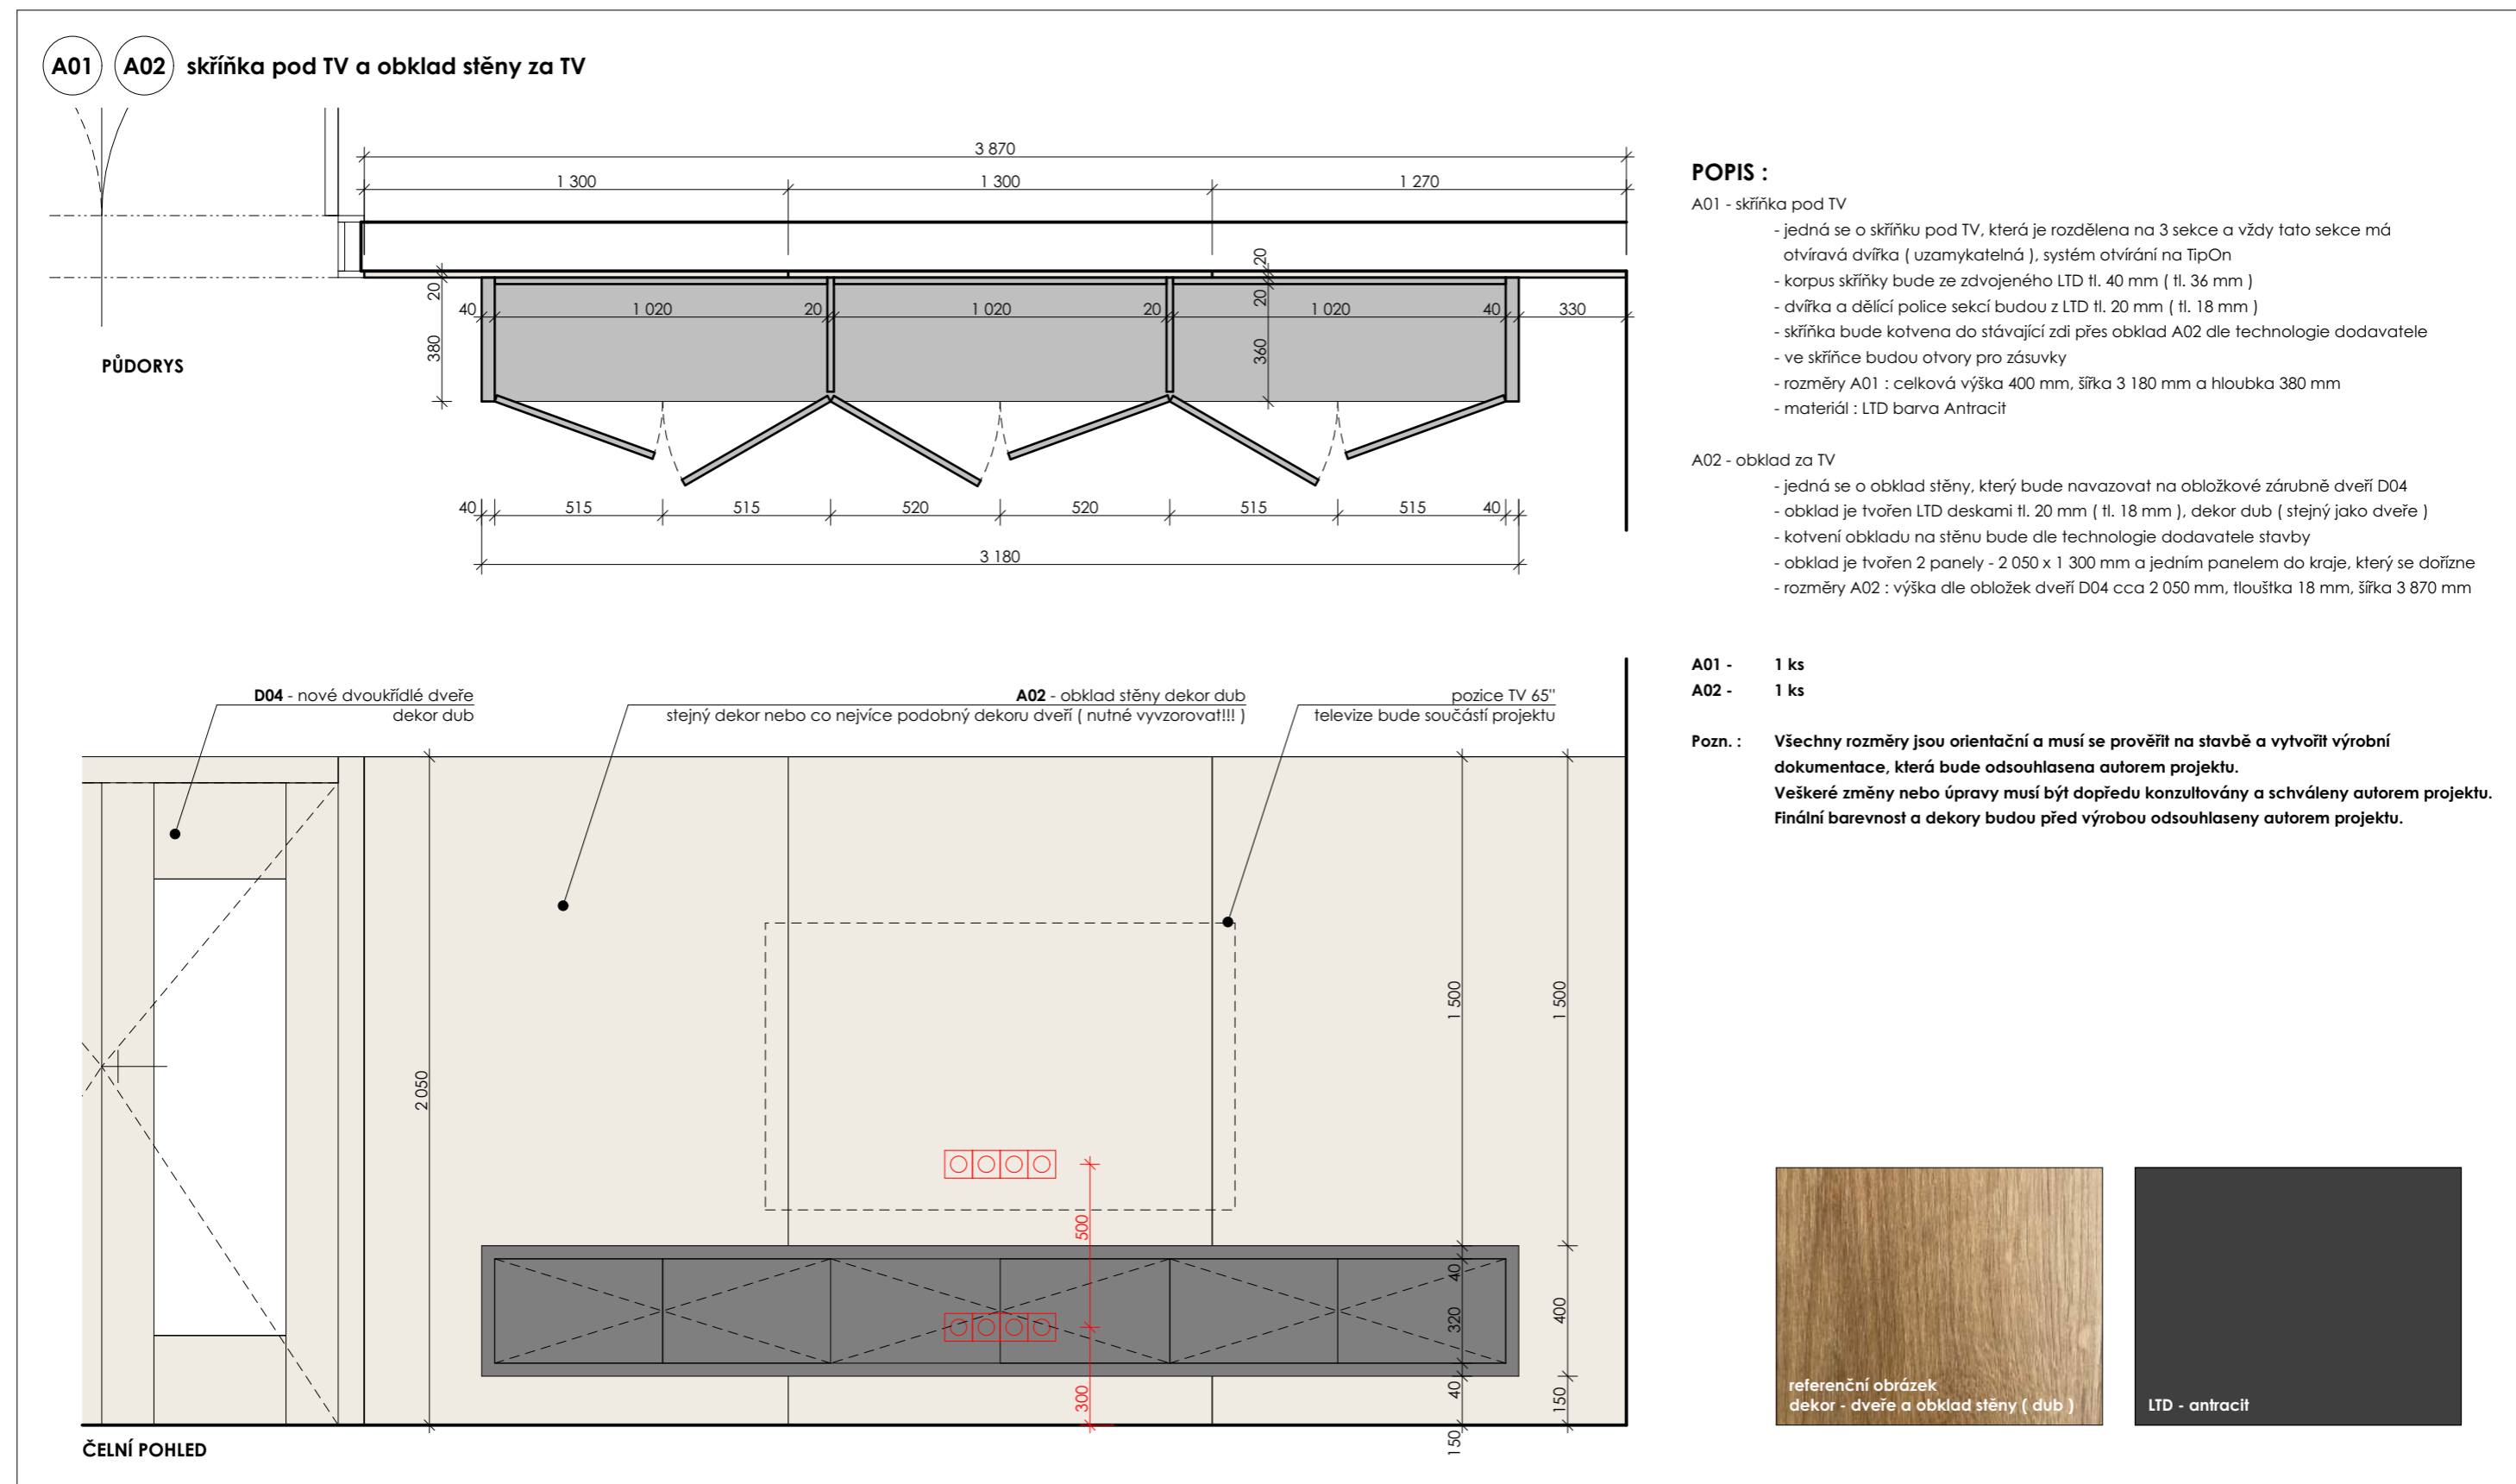 A01 A02 skříňka pod TV a obklad stěny za TV
3 870
1 300 1 300 1 270
20
20 20
40 1 020 20 1 020 20 1 020 40 330
380 360
PŮDORYS
40 515 515 520 520 515 515 40
3 180
POPIS :
A01 - skříňka pod TV
- jedná se o skříňku pod TV, která je rozdělena na 3 sekce a vždy tato sekce má
otvíravá dvířka ( uzamykatelná ), systém otvírání na TipOn
- korpus skříňky bude ze zdvojeného LTD tl. 40 mm ( tl. 36 mm )
- dvířka a dělící police sekcí budou z LTD tl. 20 mm ( tl. 18 mm )
- skříňka bude kotvena do stávající zdi přes obklad A02 dle technologie dodavatele
- ve skříňce budou otvory pro zásuvky
- rozměry A01 : celková výška 400 mm, šířka 3 180 mm a hloubka 380 mm
- materiál : LTD barva Antracit
A02 - obklad za TV
- jedná se o obklad stěny, který bude navazovat na obložkové zárubně dveří D04
- obklad je tvořen LTD deskami tl. 20 mm ( tl. 18 mm ), dekor dub ( stejný jako dveře )
- kotvení obkladu na stěnu bude dle technologie dodavatele stavby
- obklad je tvořen 2 panely - 2 050 x 1 300 mm a jedním panelem do kraje, který se dořízne
- rozměry A02 : výška dle obložek dveří D04 cca 2 050 mm, tlouštka 18 mm, šířka 3 870 mm
A01 - 1 ks
A02 - 1 ks
Pozn. : Všechny rozměry jsou orientační a musí se prověřit na stavbě a vytvořit výrobní
dokumentace, která bude odsouhlasena autorem projektu.
Veškeré změny nebo úpravy musí být dopředu konzultovány a schváleny autorem projektu.
Finální barevnost a dekory budou před výrobou odsouhlaseny autorem projektu.
D04 - nové dvoukřídlé dveře
dekor dub
A02 - obklad stěny dekor dub
stejný dekor nebo co nejvíce podobný dekoru dveří ( nutné vyvzorovat!!! )
pozice TV 65"
televize bude součástí projektu
2 050
1 500 1 500
500
40
320 400
300 40 150
150
ČELNÍ POHLED
referenční obrázek
dekor - dveře a obklad stěny ( dub )
LTD - antracit